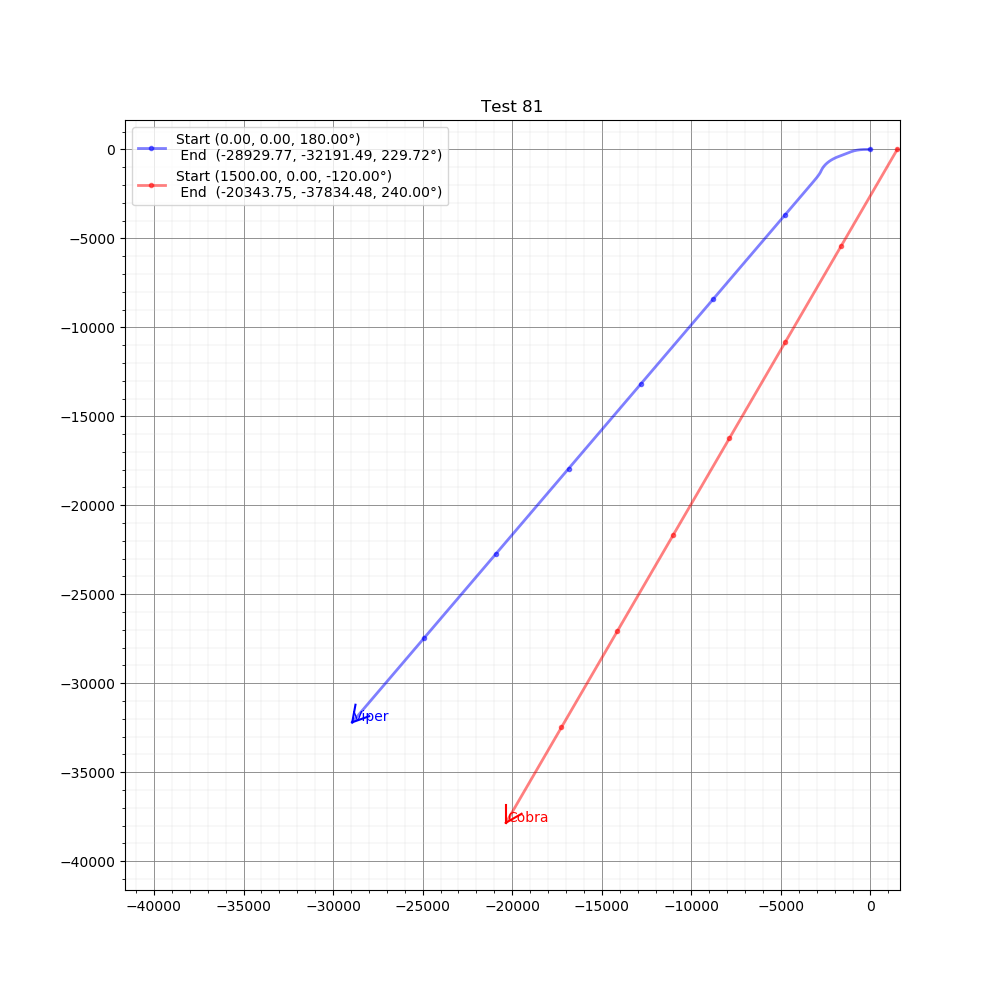 Test 81
Start (0.00, 0.00, 180.00°)
End  (-28929.77, -32191.49, 229.72°)
Start (1500.00, 0.00, -120.00°)
End  (-20343.75, -37834.48, 240.00°)
0
−5000
−10000
−15000
−20000
−25000
−30000
−35000
−40000
Viper
Cobra
−40000 −35000 −30000 −25000 −20000 −15000 −10000 −5000 0